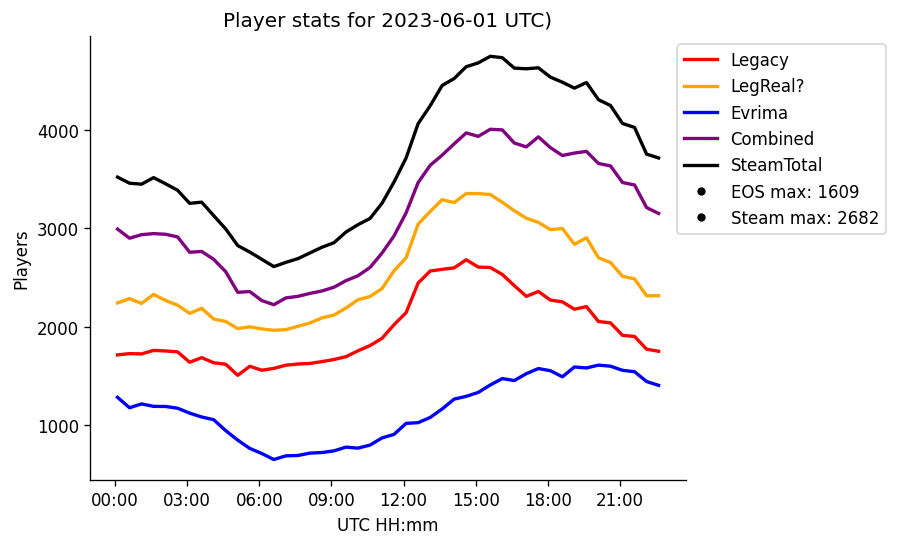 Player stats for 2023-06-01 UTC)
Legacy
LegReal?
Evrima
Combined
SteamTotal
EOS max: 1609
Steam max: 2682
Players
4000
3000
2000
1000
00:00 03:00 06:00 09:00 12:00 15:00 18:00 21:00
UTC HH:mm